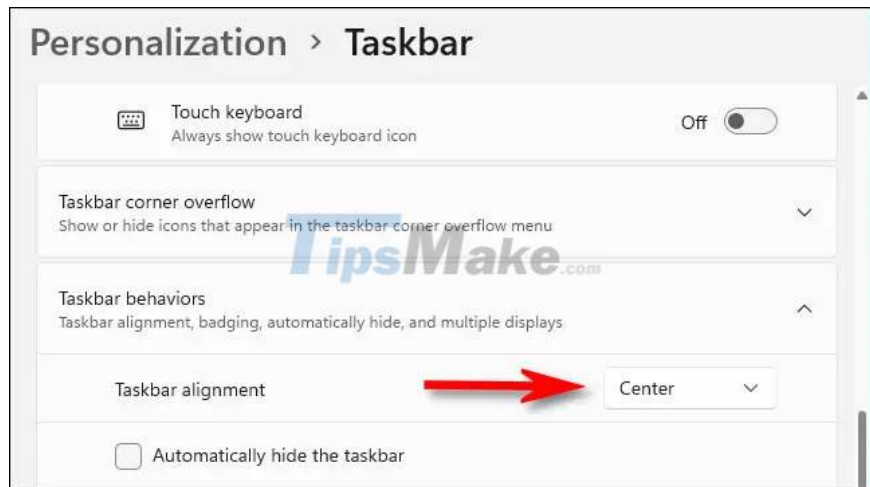 Personalization > Taskbar
Touch keyboard
Always show touch keyboard icon
Off
Taskbar corner overflow
Show or hide icons that appear in the taskbar corner overflow menu
TipsMake.com
Taskbar behaviors
Taskbar alignment, badging, automatically hide, and multiple displays
Taskbar alignment
Center
Automatically hide the taskbar